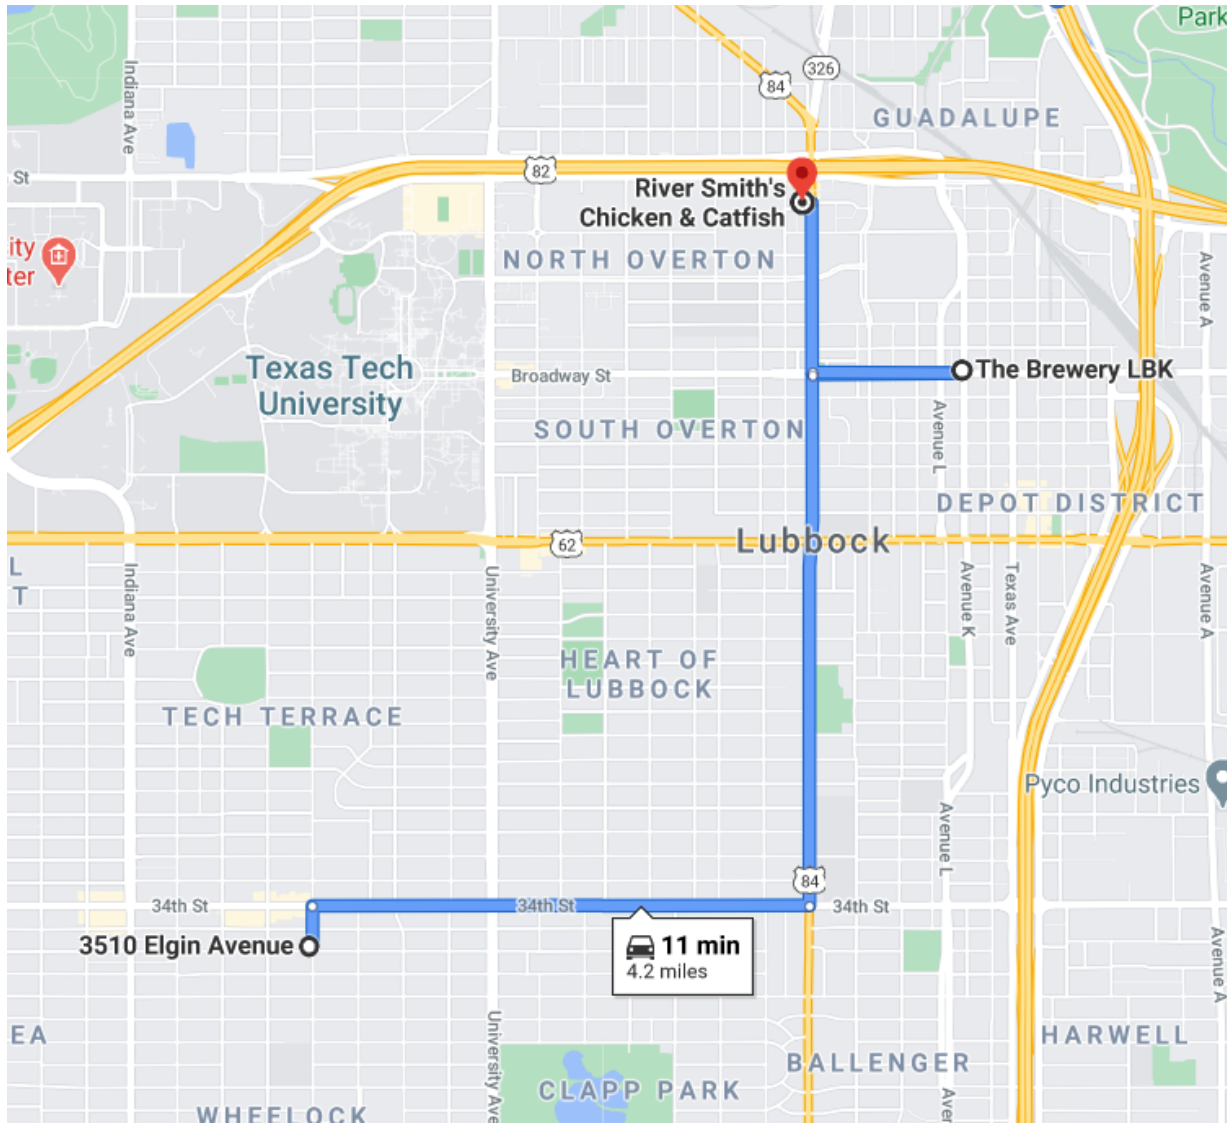 Park
326
84
GUADALUPE
Indiana Ave
St
82
River Smith's
Chicken & Catfish
ity
ter
NORTH OVERTON
Avenue A
Texas Tech
University
Broadway St
The Brewery LBK
SOUTH OVERTON
Avenue L
DEPOT DISTRICT
62
Lubbock
L
T
Indiana Ave
University Ave
Avenue K
Texas Ave
Avenue A
HEART OF
LUBBOCK
TECH TERRACE
Pyco Industries
Avenue L
84
34th St
34th St
34th St
3510 Elgin Avenue
11 min
4.2 miles
Avenue A
EA
University Ave
HARWELL
BALLENGER
CLAPP PARK
Aver
WHEELOCK